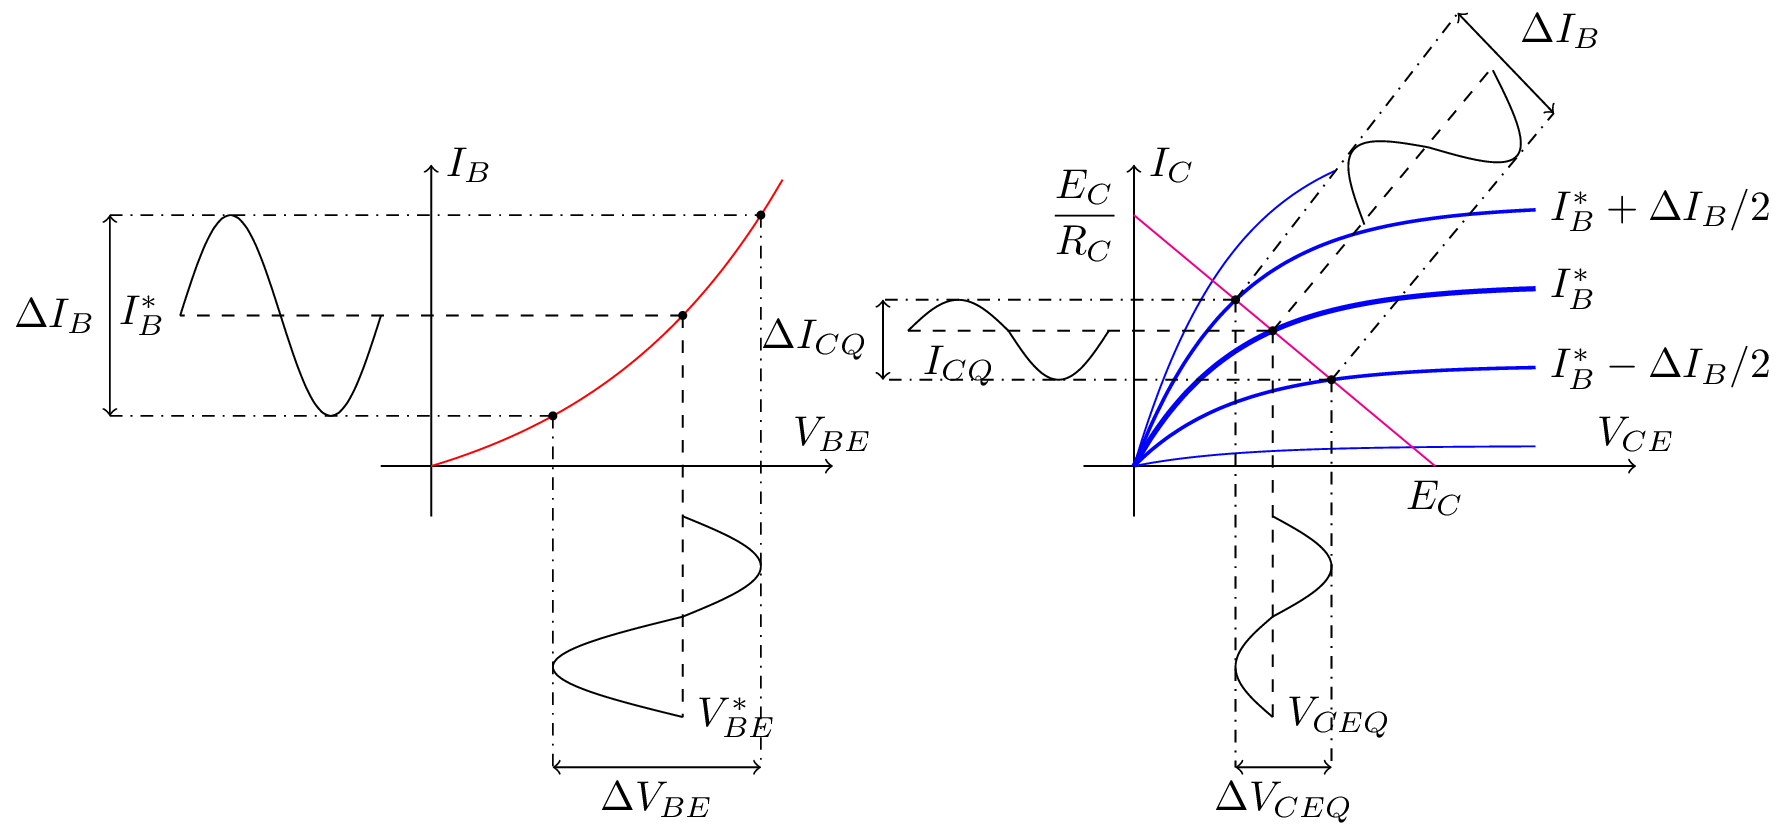 ΔI_B
I_B
I_C
E_C
R_C
I_B^* + ΔI_B/2
I_B^*
ΔI_B
I_B^*
ΔI_CQ
I_CQ
I_B^* − ΔI_B/2
V_BE
V_CE
E_C
V_BE^*
V_CEQ
ΔV_BE
ΔV_CEQ